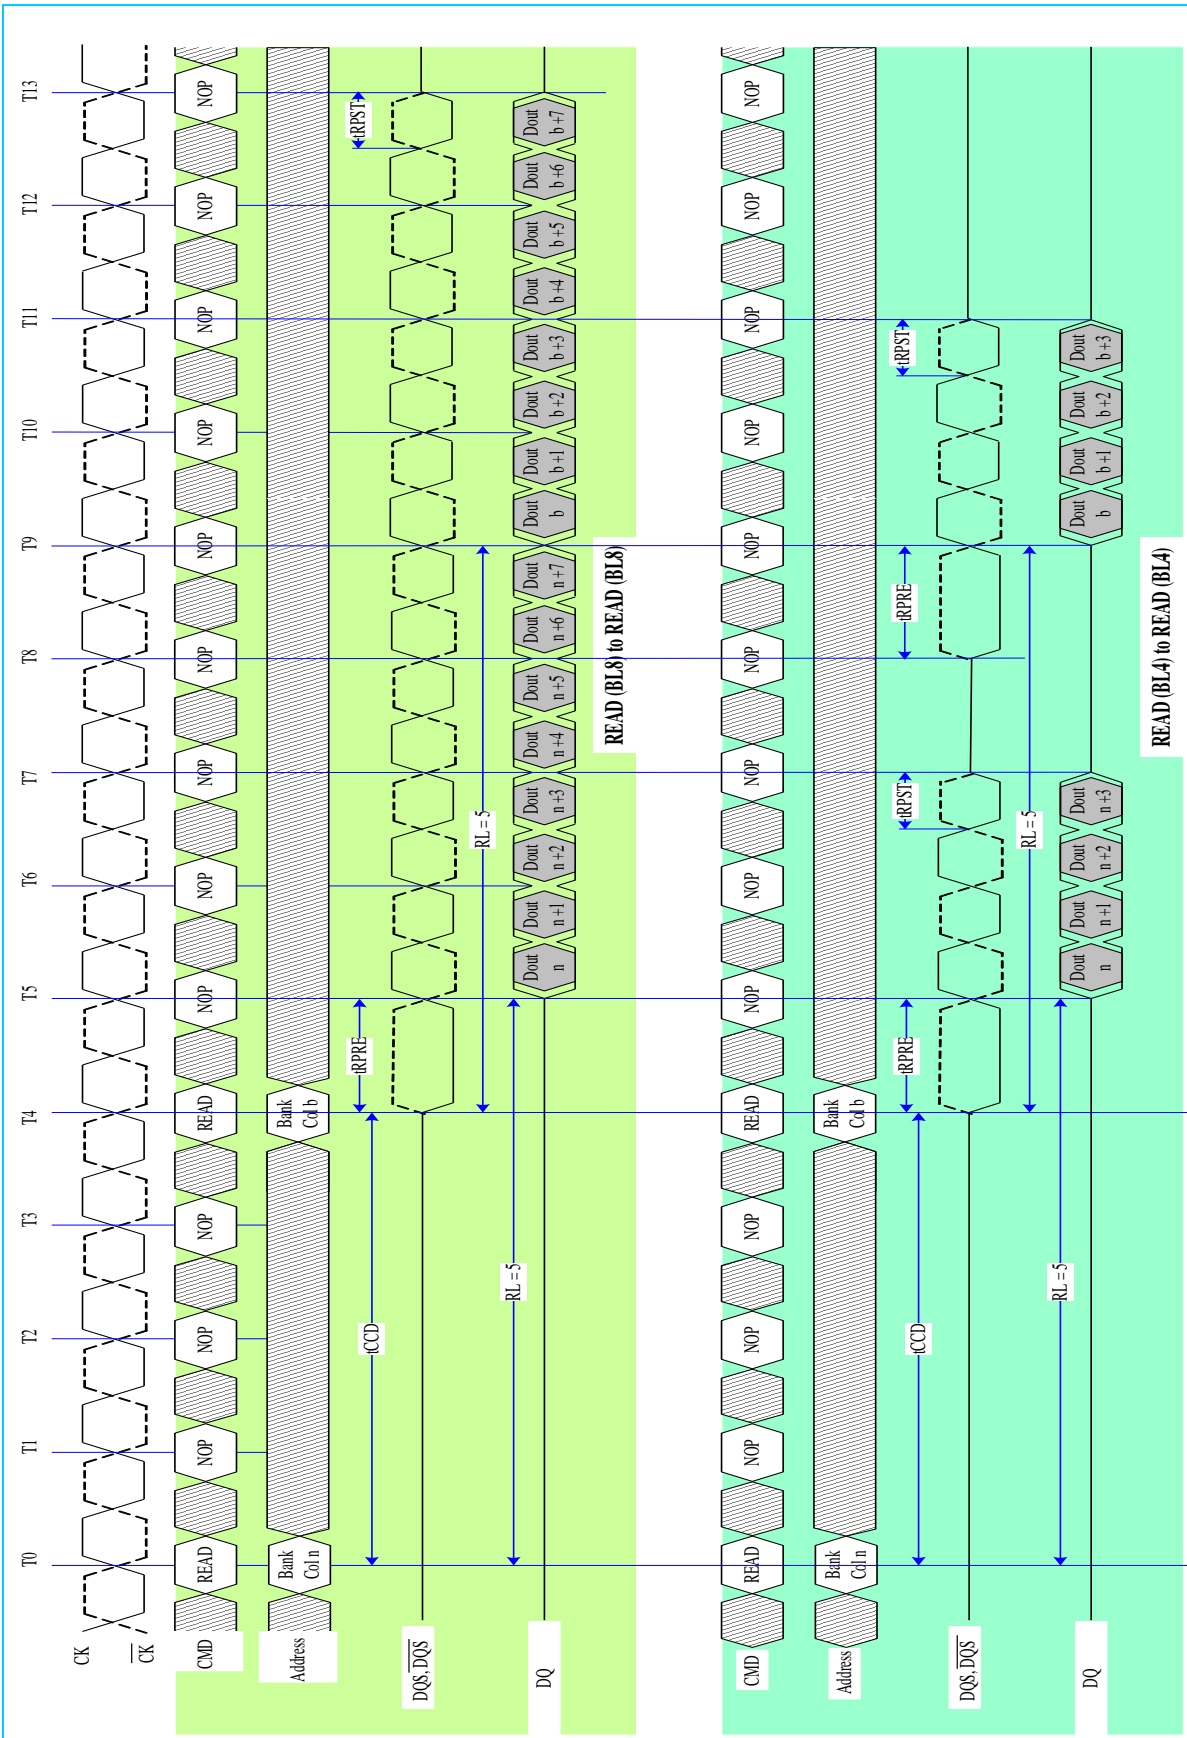 T0 T1 T2 T3 T4 T5 T6 T7 T8 T9 T10 T11 T12 T13
CK
CK
CMD READ NOP NOP NOP READ NOP NOP NOP NOP NOP NOP NOP NOP NOP
Address Bank Col n Bank Col b
tCCD tRPRE tRPST
DQS, DQS
RL = 5
RL = 5
DQ Dout n Dout n+1 Dout n+2 Dout n+3 Dout n+4 Dout n+5 Dout n+6 Dout n+7 Dout b Dout b+1 Dout b+2 Dout b+3 Dout b+4 Dout b+5 Dout b+6 Dout b+7
READ (BL8) to READ (BL8)
CMD READ NOP NOP NOP READ NOP NOP NOP NOP NOP NOP NOP NOP NOP
Address Bank Col n Bank Col b
tCCD tRPRE tRPST tRPRE tRPST
DQS, DQS
RL = 5
RL = 5
DQ Dout n Dout n+1 Dout n+2 Dout n+3 Dout b Dout b+1 Dout b+2 Dout b+3
READ (BL4) to READ (BL4)